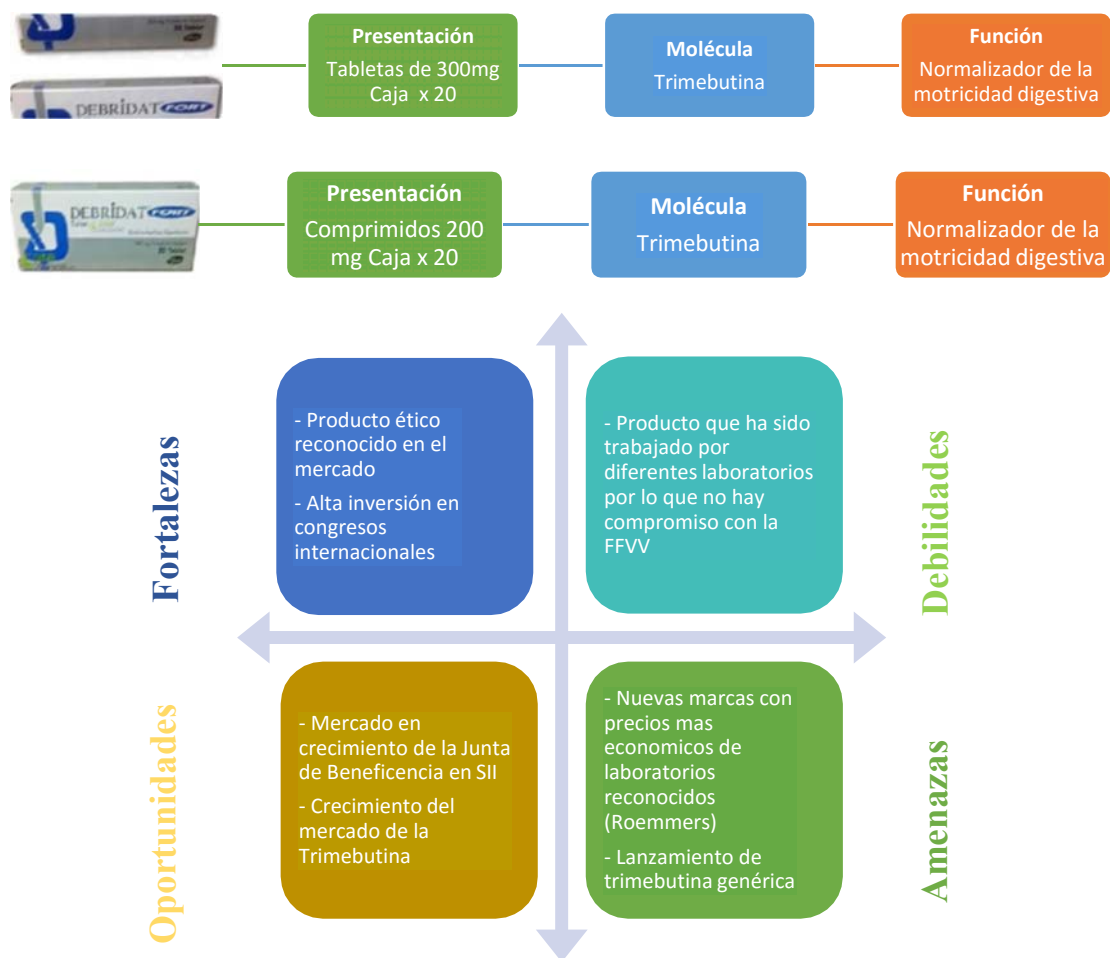 DEBRİDAT FORT
Presentación
Tabletas de 300mg
Caja x 20
Molécula
Trimebutina
Función
Normalizador de la
motricidad digestiva
DEBRİDAT FORT
Presentación
Comprimidos 200
mg Caja x 20
Molécula
Trimebutina
Función
Normalizador de la
motricidad digestiva
Fortalezas
- Producto ético
reconocido en el
mercado
- Alta inversión en
congresos
internacionales
- Producto que ha sido
trabajado por
diferentes laboratorios
por lo que no hay
compromiso con la
FFVV
Debilidades
Oportunidades
- Mercado en
crecimiento de la Junta
de Beneficencia en SII
- Crecimiento del
mercado de la
Trimebutina
- Nuevas marcas con
precios mas
economicos de
laboratorios
reconocidos
(Roemmers)
- Lanzamiento de
trimebutina genérica
Amenazas